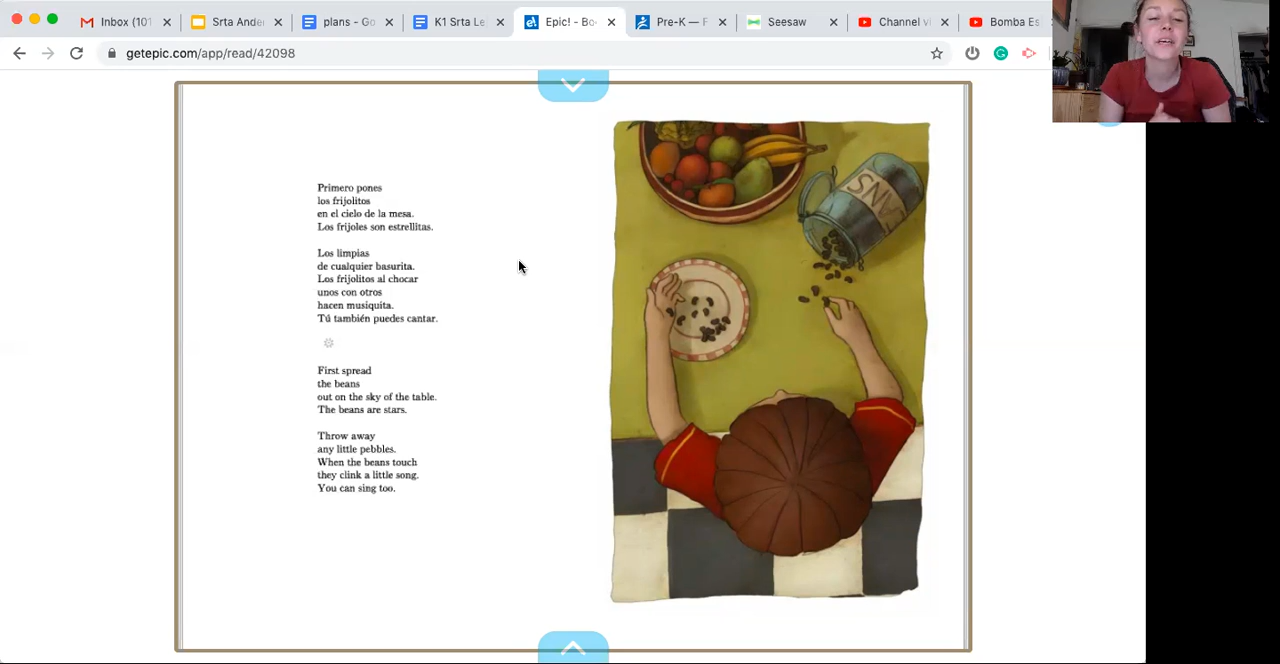 Inbox (101
Srta Ander
plans - Go
K1 Srta Le
Epic! - Bo
Pre-K — F
Seesaw
Channel vi
Bomba Es
getepic.com/app/read/42098
Primero pones
los frijolitos
en el cielo de la mesa.
Los frijoles son estrellitas.
Los limpias
de cualquier basurita.
Los frijolitos al chocar
unos con otros
hacen musiquita.
Tú también puedes cantar.
First spread
the beans
out on the sky of the table.
The beans are stars.
Throw away
any little pebbles.
When the beans touch
they clink a little song.
You can sing too.